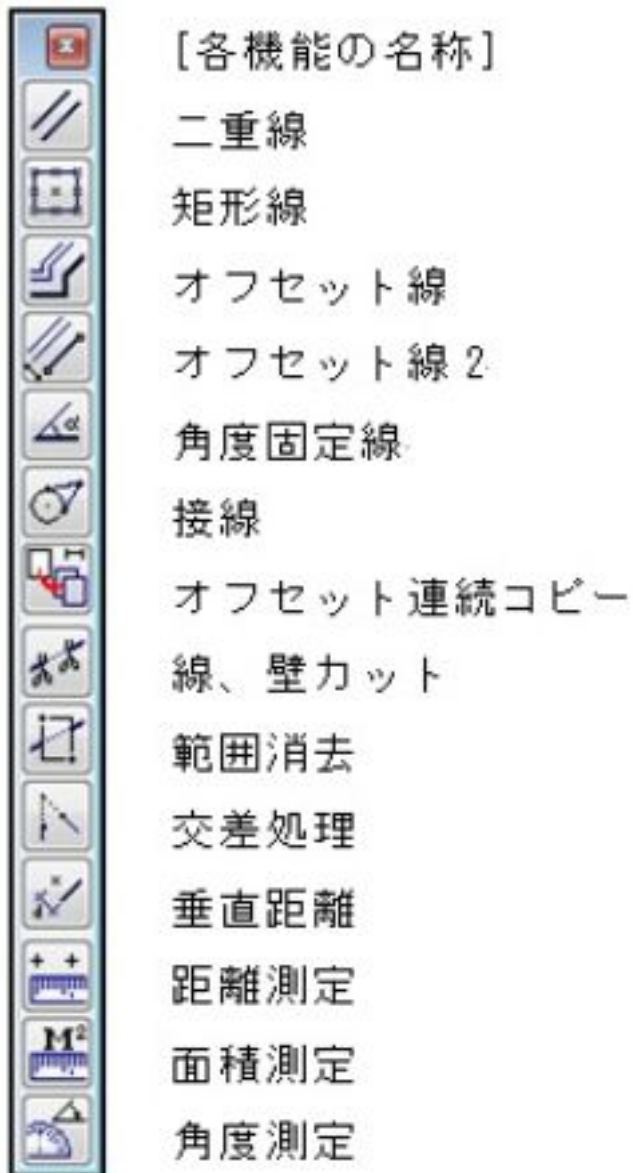 [各機能の名称]
二重線
矩形線
オフセット線
オフセット線2
角度固定線
α
接線
オフセット連続コピー
線、壁カット
範囲消去
交差処理
垂直距離
距離測定
M²
面積測定
角度測定